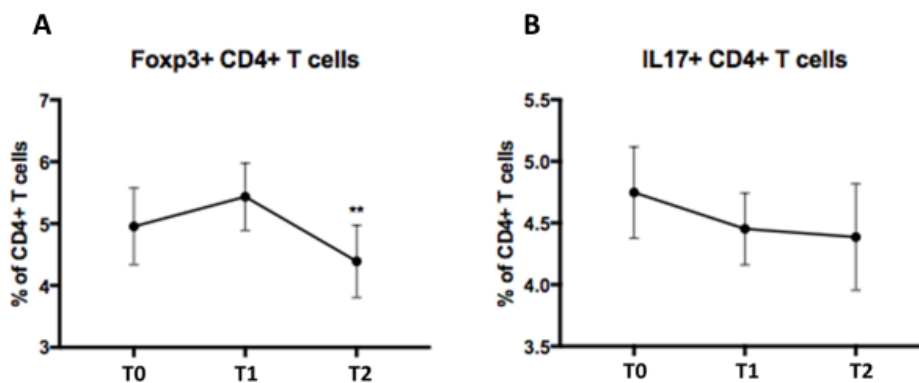 A
Foxp3+ CD4+ T cells
% of CD4+ T cells
7
6
5
4
3
**
T0
T1
T2
B
IL17+ CD4+ T cells
% of CD4+ T cells
5.5
5.0
4.5
4.0
3.5
T0
T1
T2